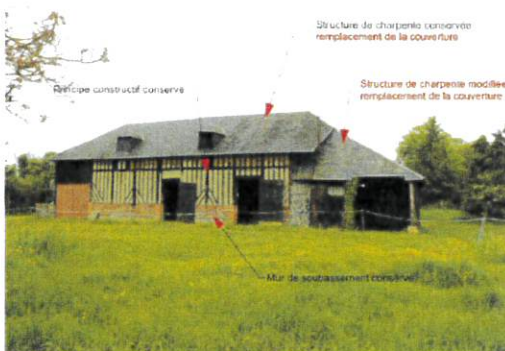 Structure de charpente conservée
remplacement de la couverture
Structure de charpente modifiée
remplacement de la couverture
Principe constructif conservé
Mur de soubassement conservé